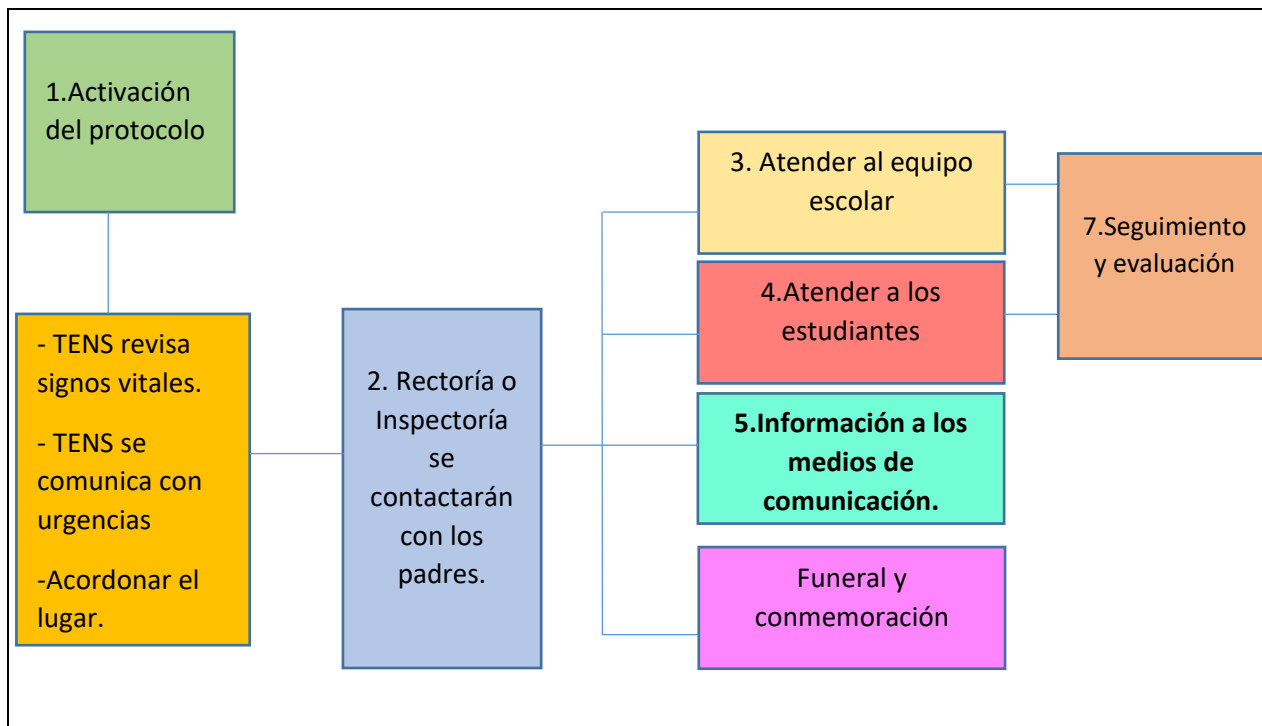 1.Activación
del protocolo
- TENS revisa
signos vitales.
- TENS se
comunica con
urgencias
-Acordonar el
lugar.
2. Rectoría o
Inspectoría
se
contactarán
con los
padres.
3. Atender al equipo
escolar
4.Atender a los
estudiantes
5.Información a los
medios de
comunicación.
Funeral y
conmemoración
7.Seguimiento
y evaluación